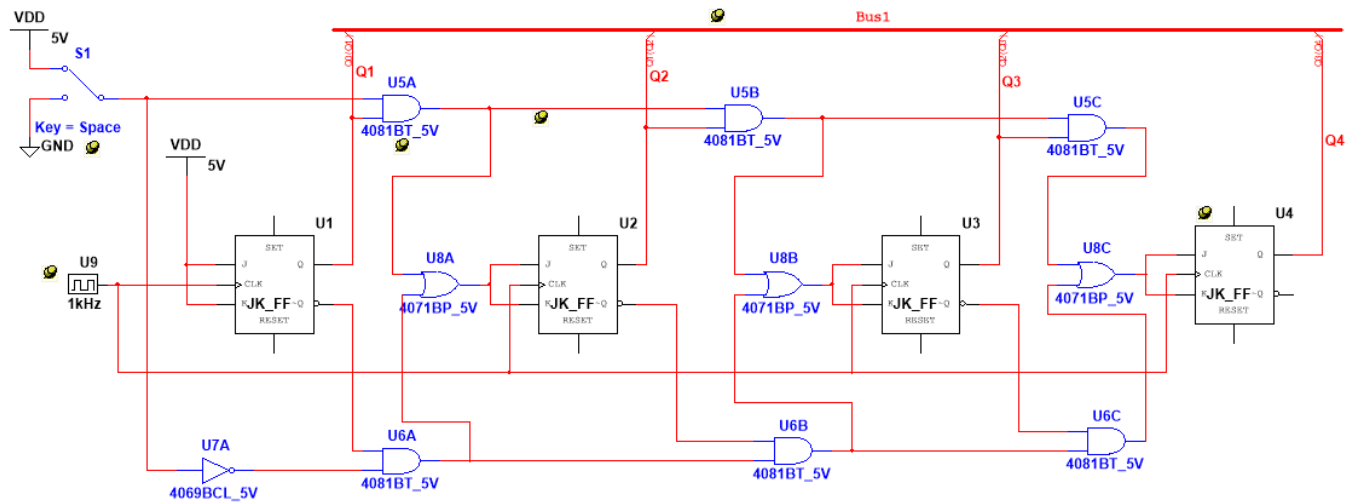 VDD
5V
S1
Key = Space
GND
VDD
5V
U9
1kHz
Bus1
Q1
U5A
4081BT_5V
Q2
U5B
4081BT_5V
Q3
U5C
4081BT_5V
Q4
U1
SET
J Q
CLK
K JK_FF ~Q
RESET
U8A
4071BP_5V
U2
SET
J Q
CLK
K JK_FF ~Q
RESET
U8B
4071BP_5V
U3
SET
J Q
CLK
K JK_FF ~Q
RESET
U8C
4071BP_5V
U4
SET
J Q
CLK
K JK_FF ~Q
RESET
U7A
4069BCL_5V
U6A
4081BT_5V
U6B
4081BT_5V
U6C
4081BT_5V